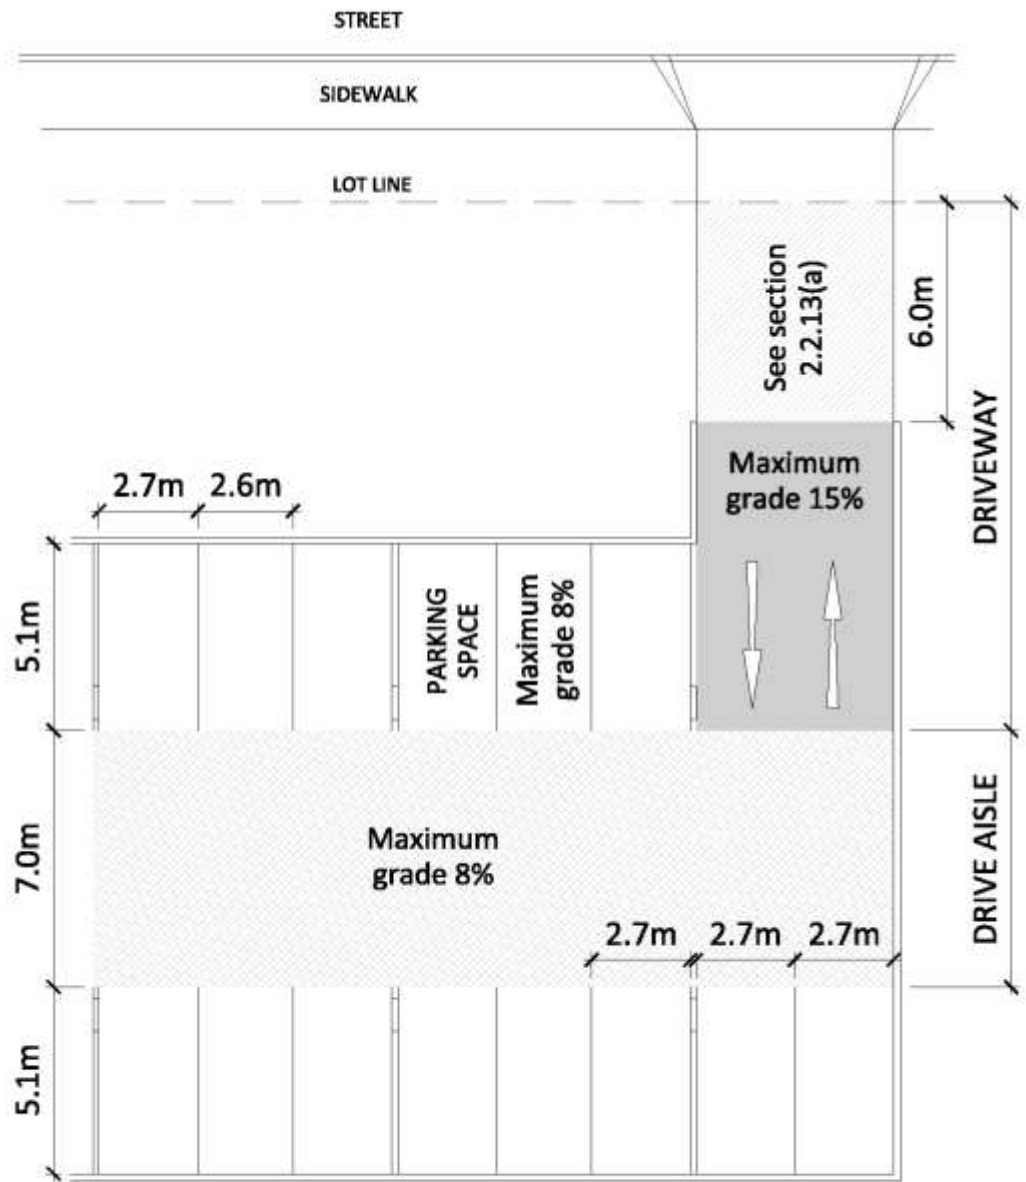 STREET
SIDEWALK
LOT LINE
See section
2.2.13(a)
6.0m
DRIVEWAY
Maximum
grade 15%
2.7m
2.6m
5.1m
PARKING
SPACE
Maximum
grade 8%
7.0m
Maximum
grade 8%
DRIVE AISLE
2.7m
2.7m
2.7m
5.1m